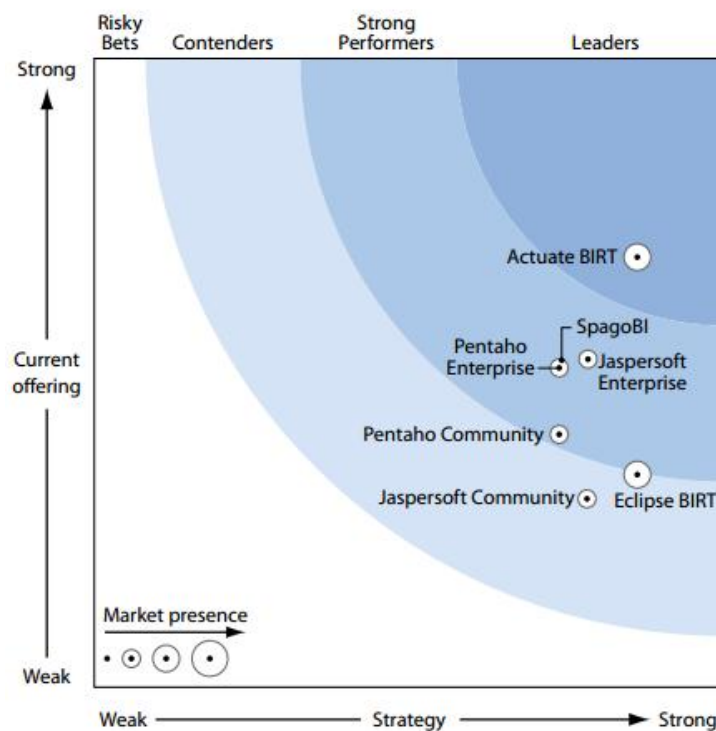 Risky
Bets
Contenders
Strong
Performers
Leaders
Strong
Actuate BIRT
SpagoBI
Pentaho
Enterprise
Jaspersoft
Enterprise
Current
offering
Pentaho Community
Jaspersoft Community
Eclipse BIRT
Market presence
Weak
Weak
Strategy
Strong